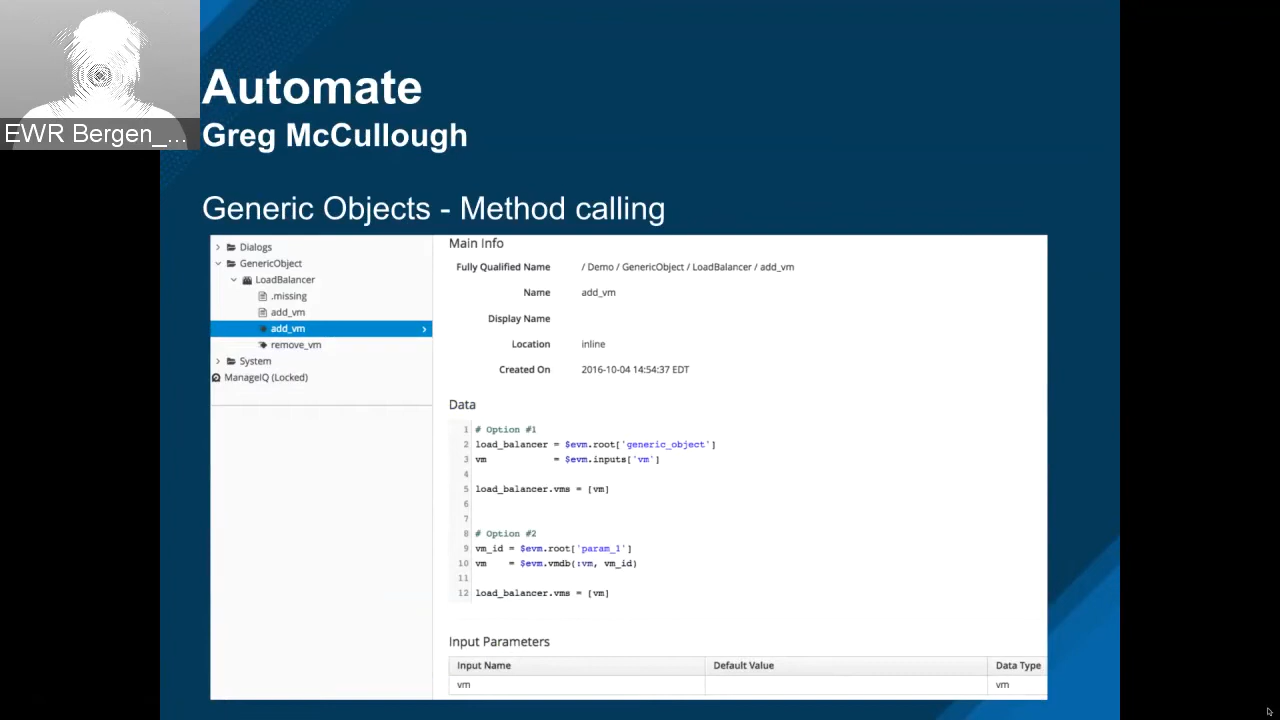 EWR Bergen_...
Automate
Greg McCullough
Generic Objects - Method calling
Dialogs
GenericObject
LoadBalancer
.missing
add_vm
add_vm
remove_vm
System
ManageIQ (Locked)
Main Info
Fully Qualified Name / Demo / GenericObject / LoadBalancer / add_vm
Name add_vm
Display Name
Location inline
Created On 2016-10-04 14:54:37 EDT
Data
1 # Option #1
2 load_balancer = $evm.root['generic_object']
3 vm = $evm.inputs['vm']
4
5 load_balancer.vms = [vm]
6
7
8 # Option #2
9 vm_id = $evm.root['param_1']
10 vm = $evm.vmdb(:vm, vm_id)
11
12 load_balancer.vms = [vm]
Input Parameters
Input Name Default Value Data Type
vm vm